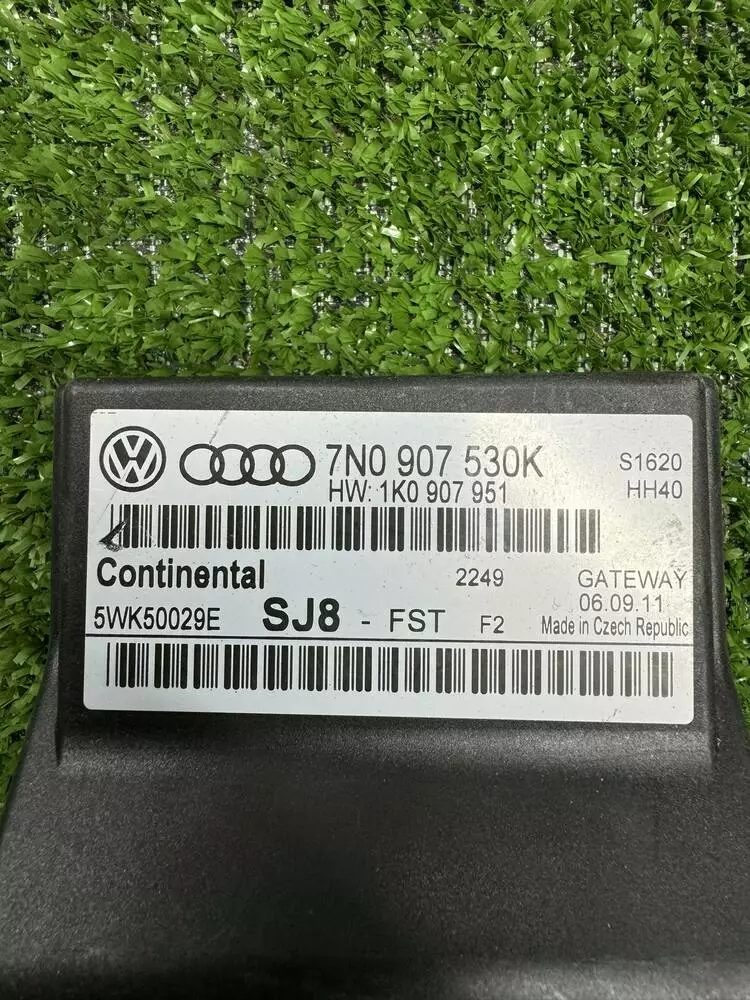 7N0 907 530K
S1620
HW: 1K0 907 951
HH40
Continental
2249
GATEWAY
06.09.11
5WK50029E
SJ8 - FST
F2
Made in Czech Republic